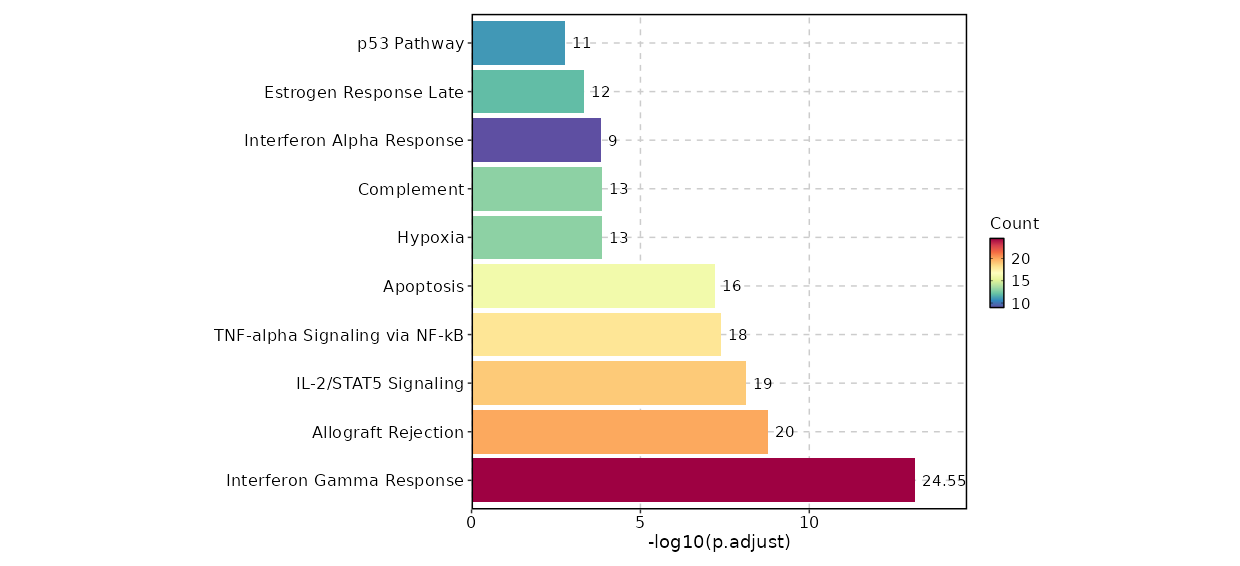 p53 Pathway 11
Estrogen Response Late 12
Interferon Alpha Response 9
Complement 13
Hypoxia 13
Apoptosis 16
TNF-alpha Signaling via NF-kB 18
IL-2/STAT5 Signaling 19
Allograft Rejection 20
Interferon Gamma Response 24.55
0 5 10
-log10(p.adjust)
Count
20
15
10